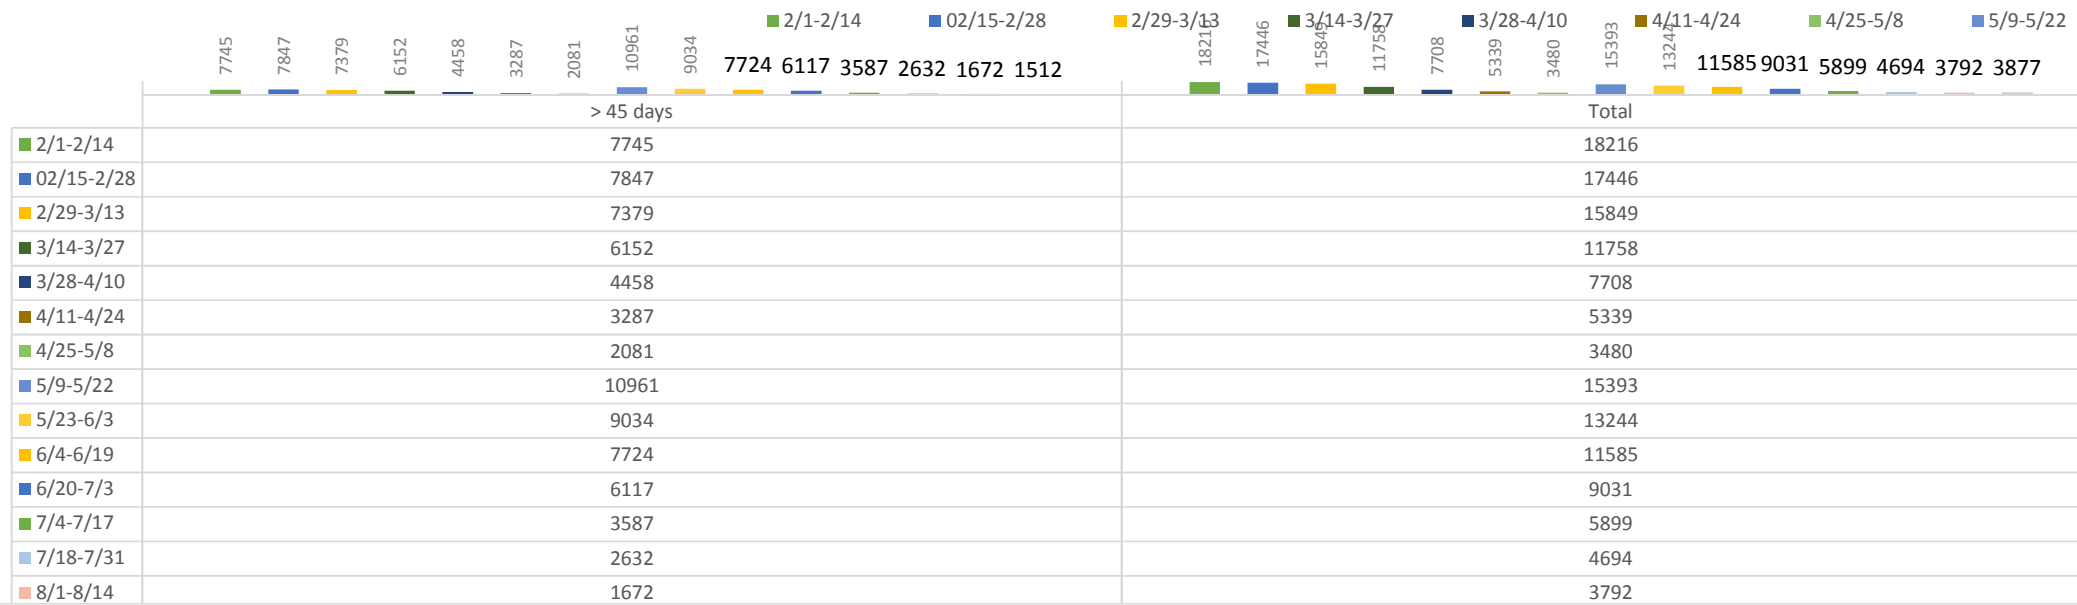 2/1-2/14 02/15-2/28 2/29-3/13 3/14-3/27 3/28-4/10 4/11-4/24 4/25-5/8 5/9-5/22
7745 7847 7379 6152 4458 3287 2081 10961 9034 7724 6117 3587 2632 1672 1512 18216 17446 15849 11758 7708 5339 3480 15393 13244 11585 9031 5899 4694 3792 3877
> 45 days Total
2/1-2/14 7745 18216
02/15-2/28 7847 17446
2/29-3/13 7379 15849
3/14-3/27 6152 11758
3/28-4/10 4458 7708
4/11-4/24 3287 5339
4/25-5/8 2081 3480
5/9-5/22 10961 15393
5/23-6/3 9034 13244
6/4-6/19 7724 11585
6/20-7/3 6117 9031
7/4-7/17 3587 5899
7/18-7/31 2632 4694
8/1-8/14 1672 3792